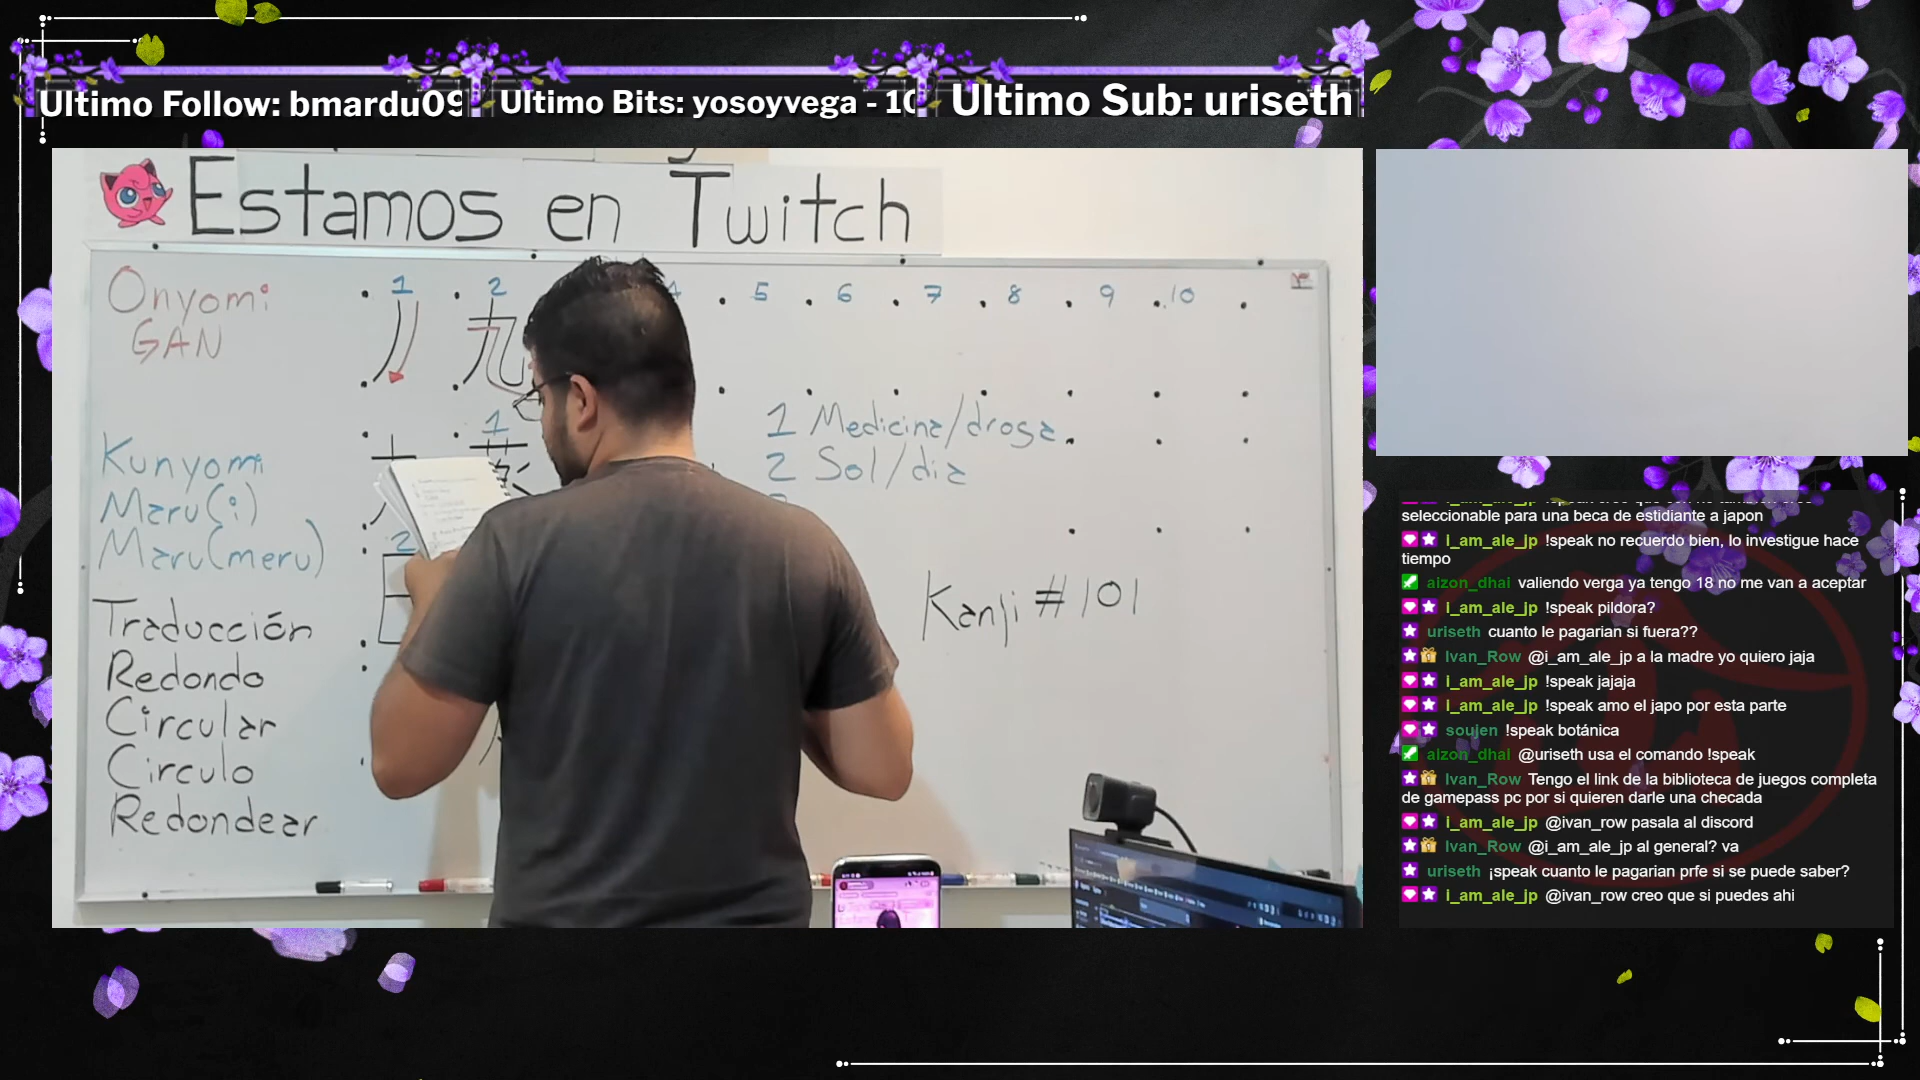 Ultimo Follow: bmardu09
Ultimo Bits: yosoyvega - 10
Ultimo Sub: uriseth
Estamos en Twitch
Onyomi
GAN
1 2 4 5 6 7 8 9 10
丿 九
Kunyomi
Maru(i)
Maru(meru)
1
2
1 Medicina/droga
2 Sol/dia
Kanji #101
Traducción
Redondo
Circular
Circulo
Redondear
seleccionable para una beca de estidiante a japon
i_am_ale_jp !speak no recuerdo bien, lo investigue hace
tiempo
aizon_dhai valiendo verga ya tengo 18 no me van a aceptar
i_am_ale_jp !speak pildora?
uriseth cuanto le pagarian si fuera??
Ivan_Row @i_am_ale_jp a la madre yo quiero jaja
i_am_ale_jp !speak jajaja
i_am_ale_jp !speak amo el japo por esta parte
soujen !speak botánica
aizon_dhai @uriseth usa el comando !speak
Ivan_Row Tengo el link de la biblioteca de juegos completa
de gamepass pc por si quieren darle una checada
i_am_ale_jp @ivan_row pasala al discord
Ivan_Row @i_am_ale_jp al general? va
uriseth ¡speak cuanto le pagarian prfe si se puede saber?
i_am_ale_jp @ivan_row creo que si puedes ahi